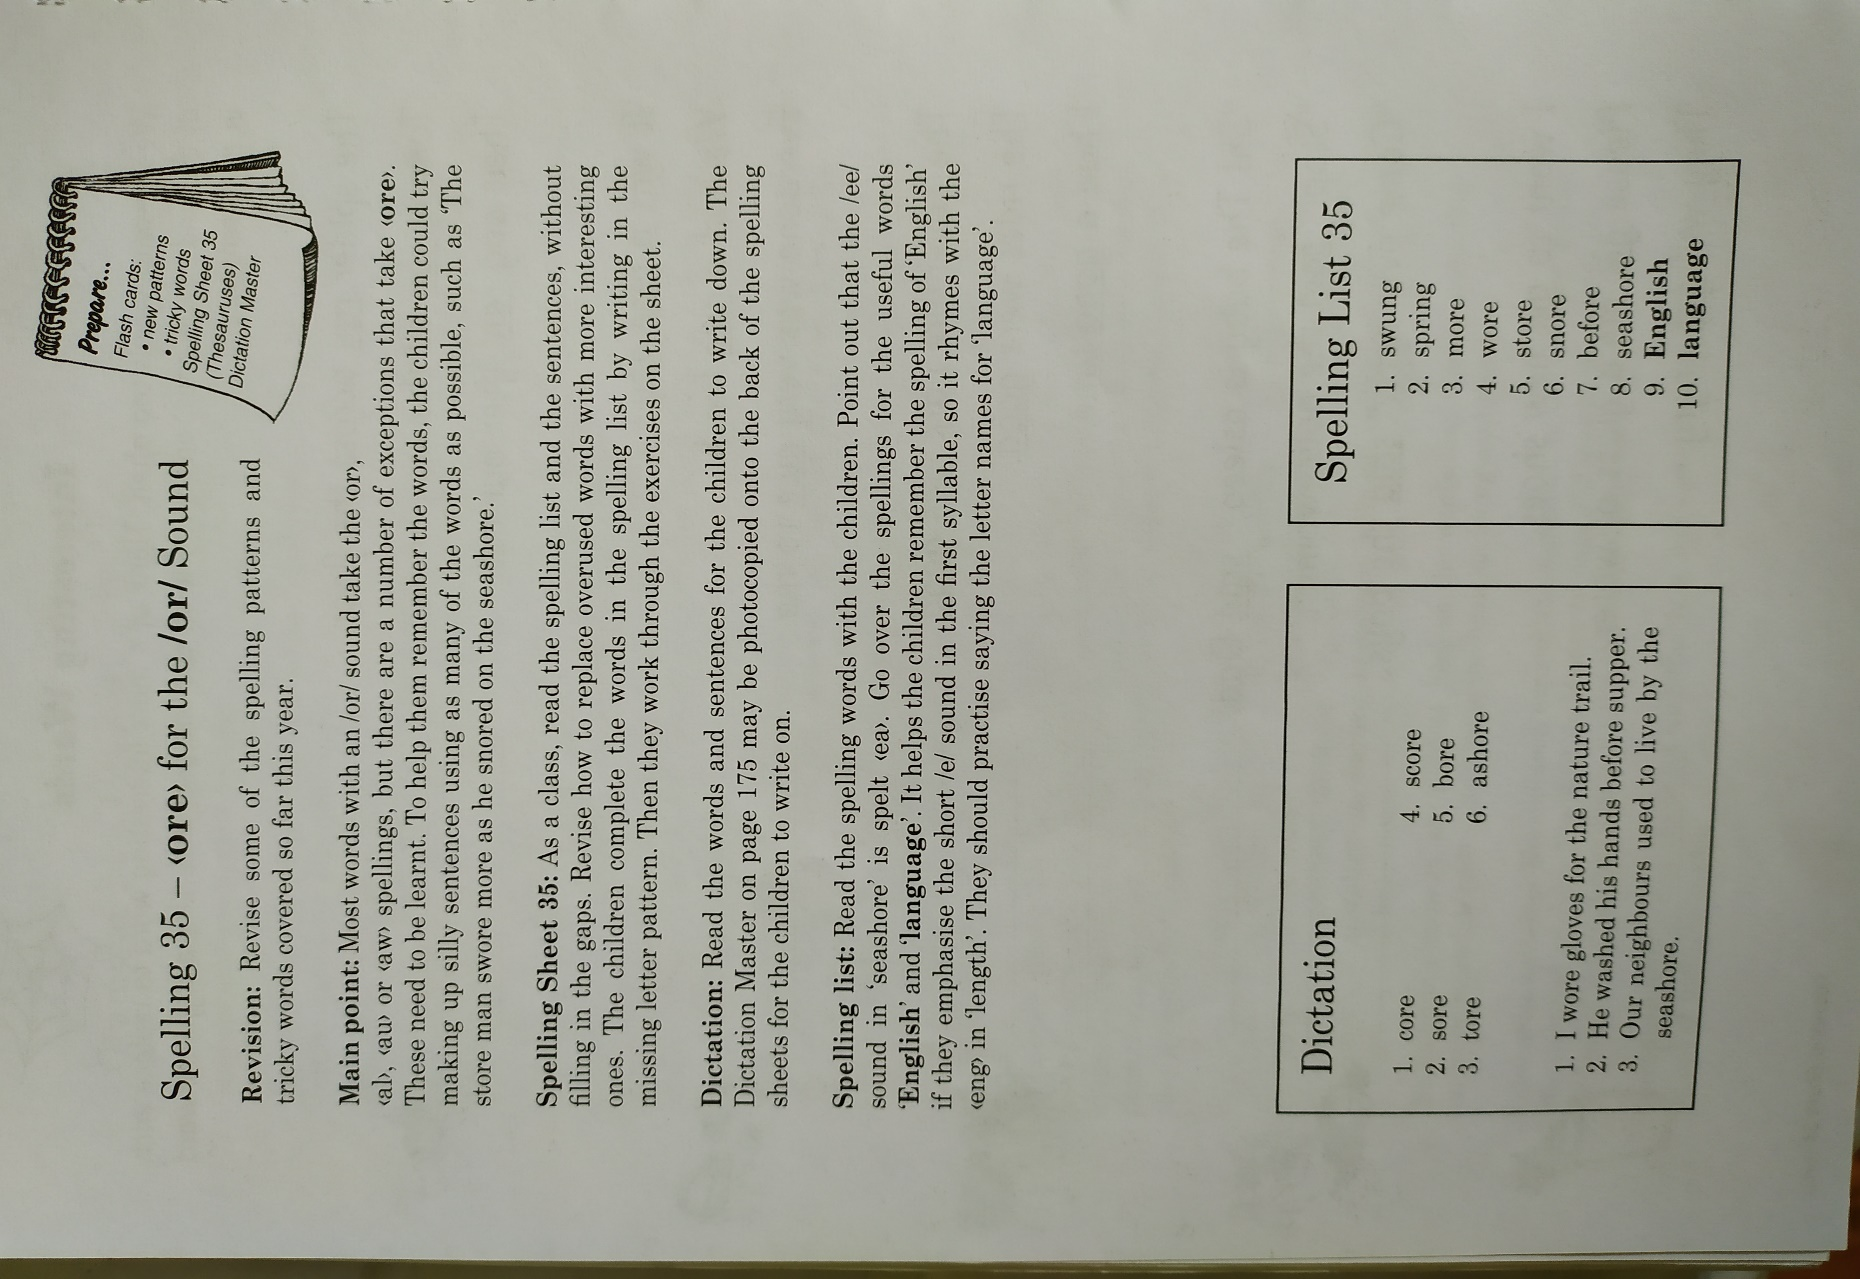 Spelling 35 – ‹ore› for the /or/ Sound
Prepare...
Flash cards:
• new patterns
• tricky words
Spelling Sheet 35
(Thesauruses)
Dictation Master
Revision: Revise some of the spelling patterns and
tricky words covered so far this year.
Main point: Most words with an /or/ sound take the ‹or›,
‹al›, ‹au› or ‹aw› spellings, but there are a number of exceptions that take ‹ore›.
These need to be learnt. To help them remember the words, the children could try
making up silly sentences using as many of the words as possible, such as ‘The
store man swore more as he snored on the seashore.’
Spelling Sheet 35: As a class, read the spelling list and the sentences, without
filling in the gaps. Revise how to replace overused words with more interesting
ones. The children complete the words in the spelling list by writing in the
missing letter pattern. Then they work through the exercises on the sheet.
Dictation: Read the words and sentences for the children to write down. The
Dictation Master on page 175 may be photocopied onto the back of the spelling
sheets for the children to write on.
Spelling list: Read the spelling words with the children. Point out that the /ee/
sound in ‘seashore’ is spelt ‹ea›. Go over the spellings for the useful words
‘English’ and ‘language’. It helps the children remember the spelling of ‘English’
if they emphasise the short /e/ sound in the first syllable, so it rhymes with the
‹eng› in ‘length’. They should practise saying the letter names for ‘language’.
Dictation
1. core
2. sore
3. tore
4. score
5. bore
6. ashore
1. I wore gloves for the nature trail.
2. He washed his hands before supper.
3. Our neighbours used to live by the
seashore.
Spelling List 35
1. swung
2. spring
3. more
4. wore
5. store
6. snore
7. before
8. seashore
9. English
10. language